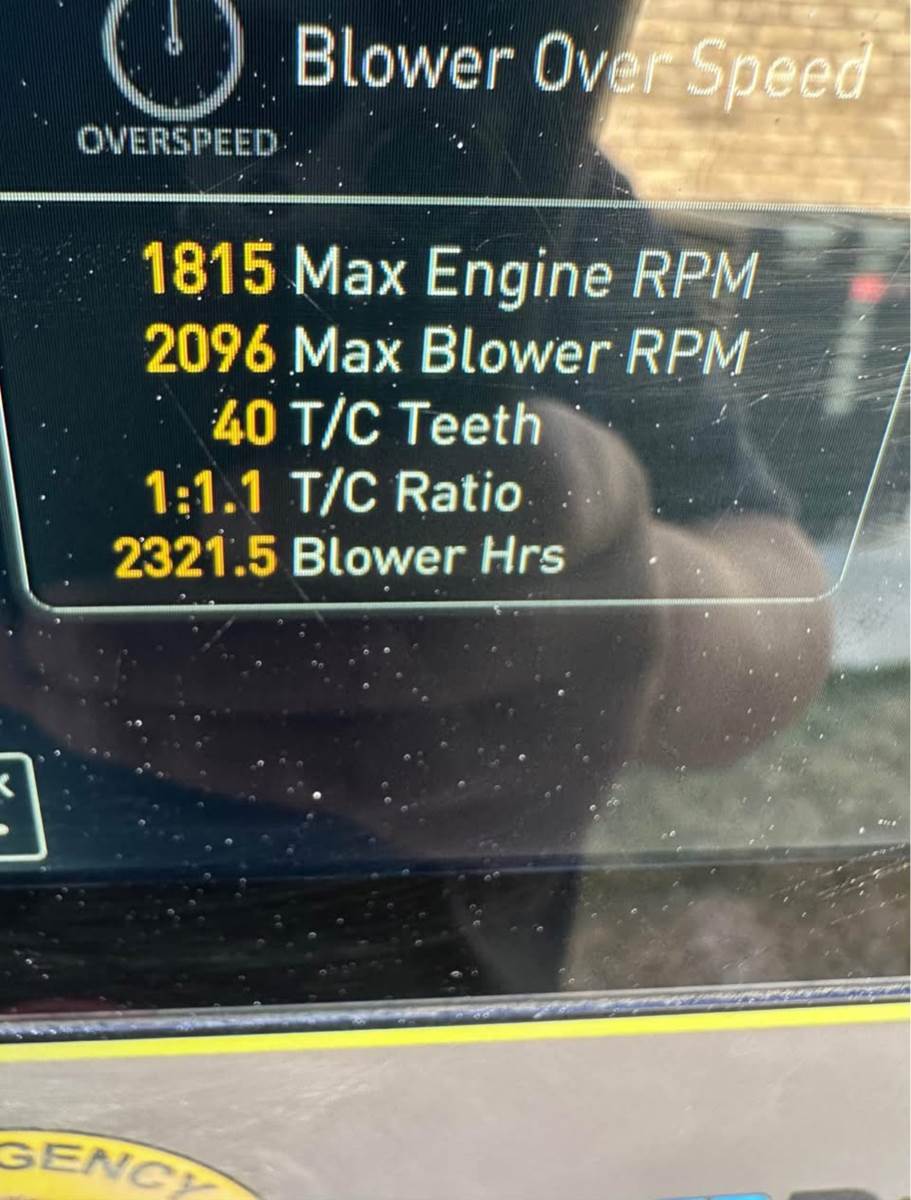 Blower Over Speed
OVERSPEED
1815 Max Engine RPM
2096 Max Blower RPM
40 T/C Teeth
1:1.1 T/C Ratio
2321.5 Blower Hrs